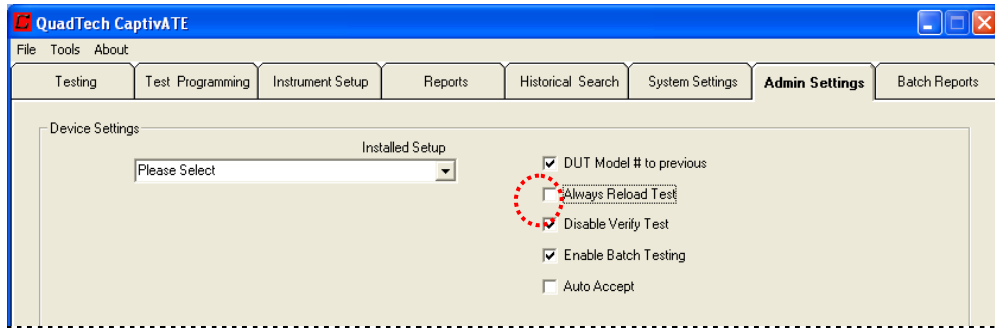 QuadTech CaptivATE
File Tools About
Testing Test Programming Instrument Setup Reports Historical Search System Settings Admin Settings Batch Reports
Device Settings
Installed Setup
Please Select
DUT Model # to previous
Always Reload Test
Disable Verify Test
Enable Batch Testing
Auto Accept